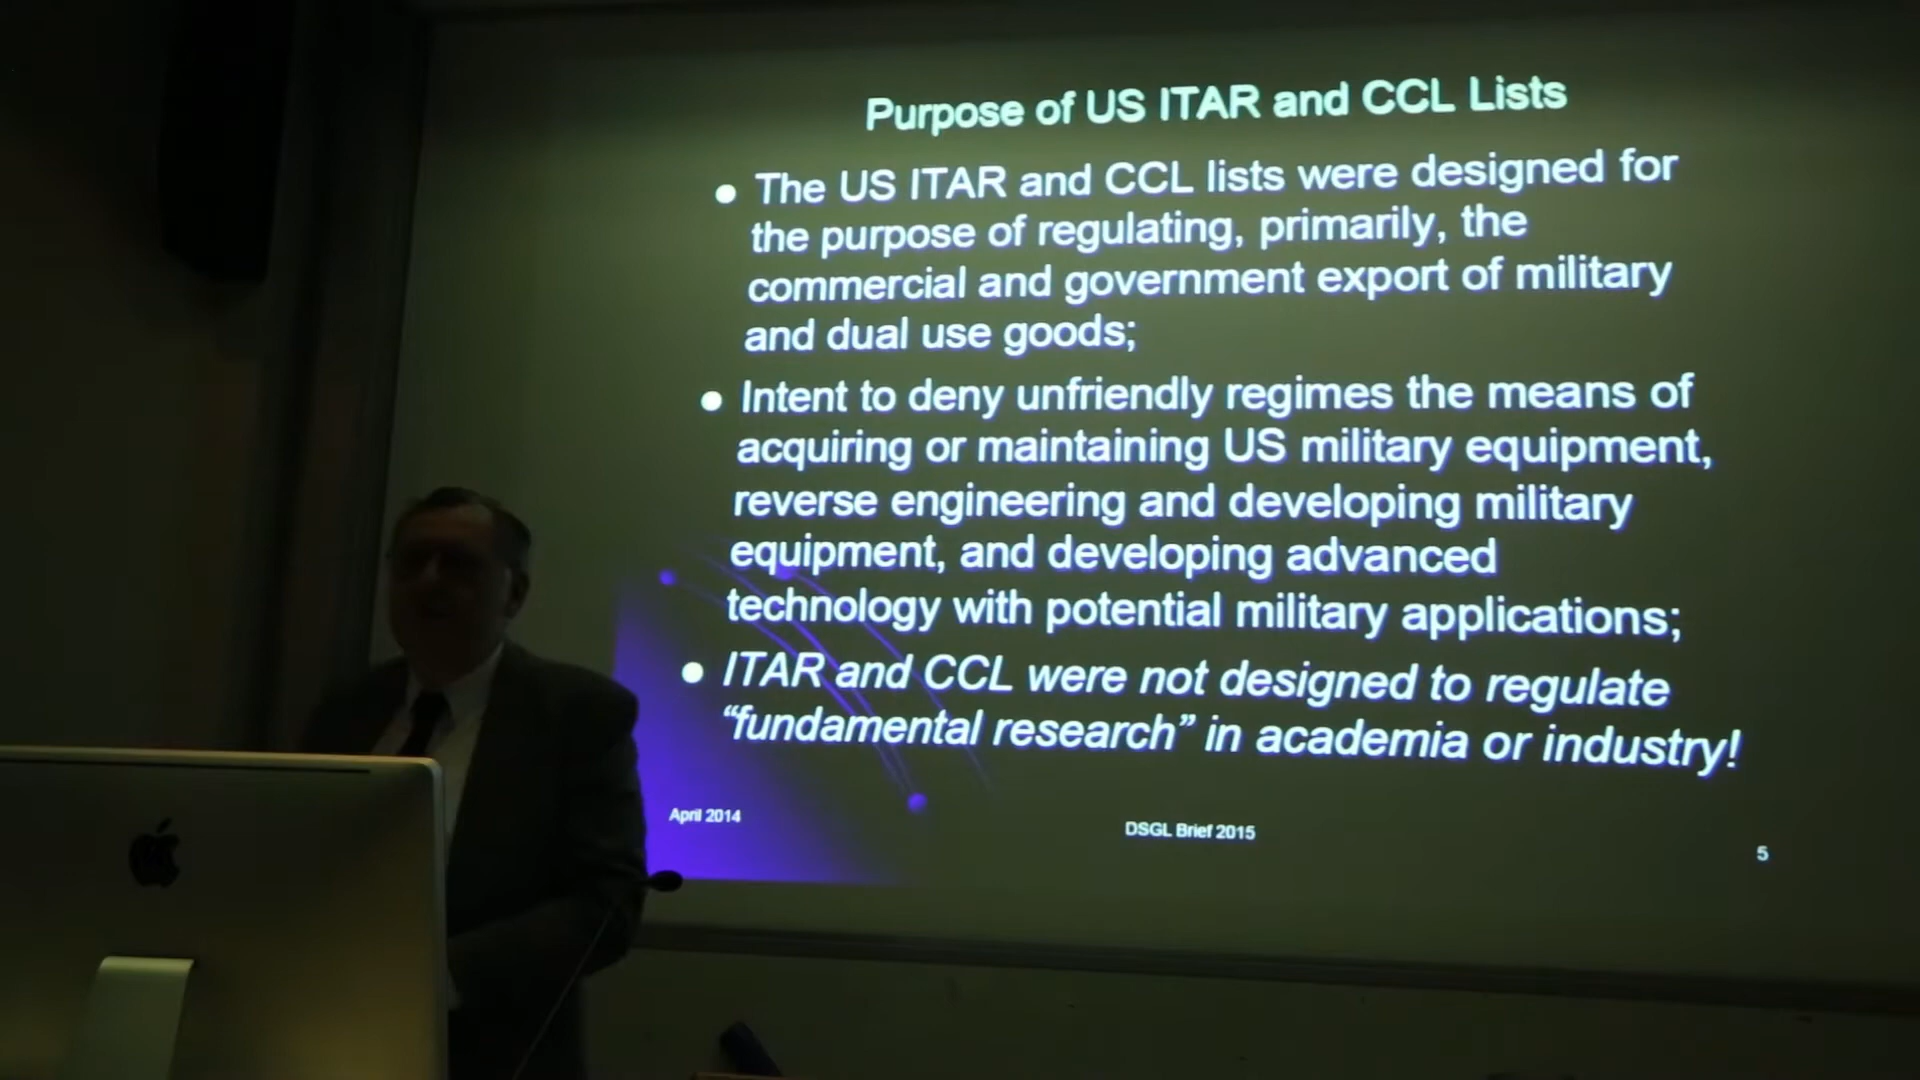 Purpose of US ITAR and CCL Lists
The US ITAR and CCL lists were designed for
the purpose of regulating, primarily, the
commercial and government export of military
and dual use goods;
Intent to deny unfriendly regimes the means of
acquiring or maintaining US military equipment,
reverse engineering and developing military
equipment, and developing advanced
technology with potential military applications;
ITAR and CCL were not designed to regulate
“fundamental research” in academia or industry!
April 2014
DSGL Brief 2015
5